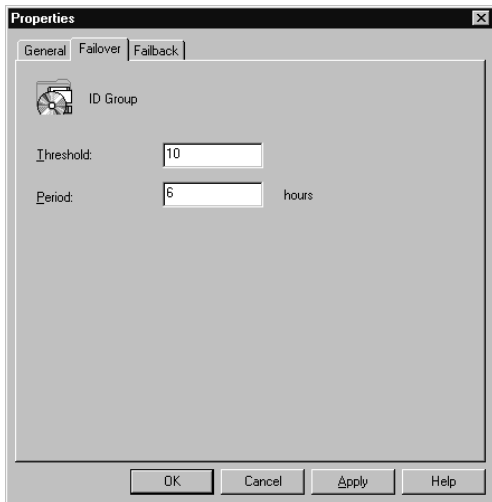 Properties
General Failover Failback
ID Group
Threshold: 10
Period: 6 hours
OK Cancel Apply Help